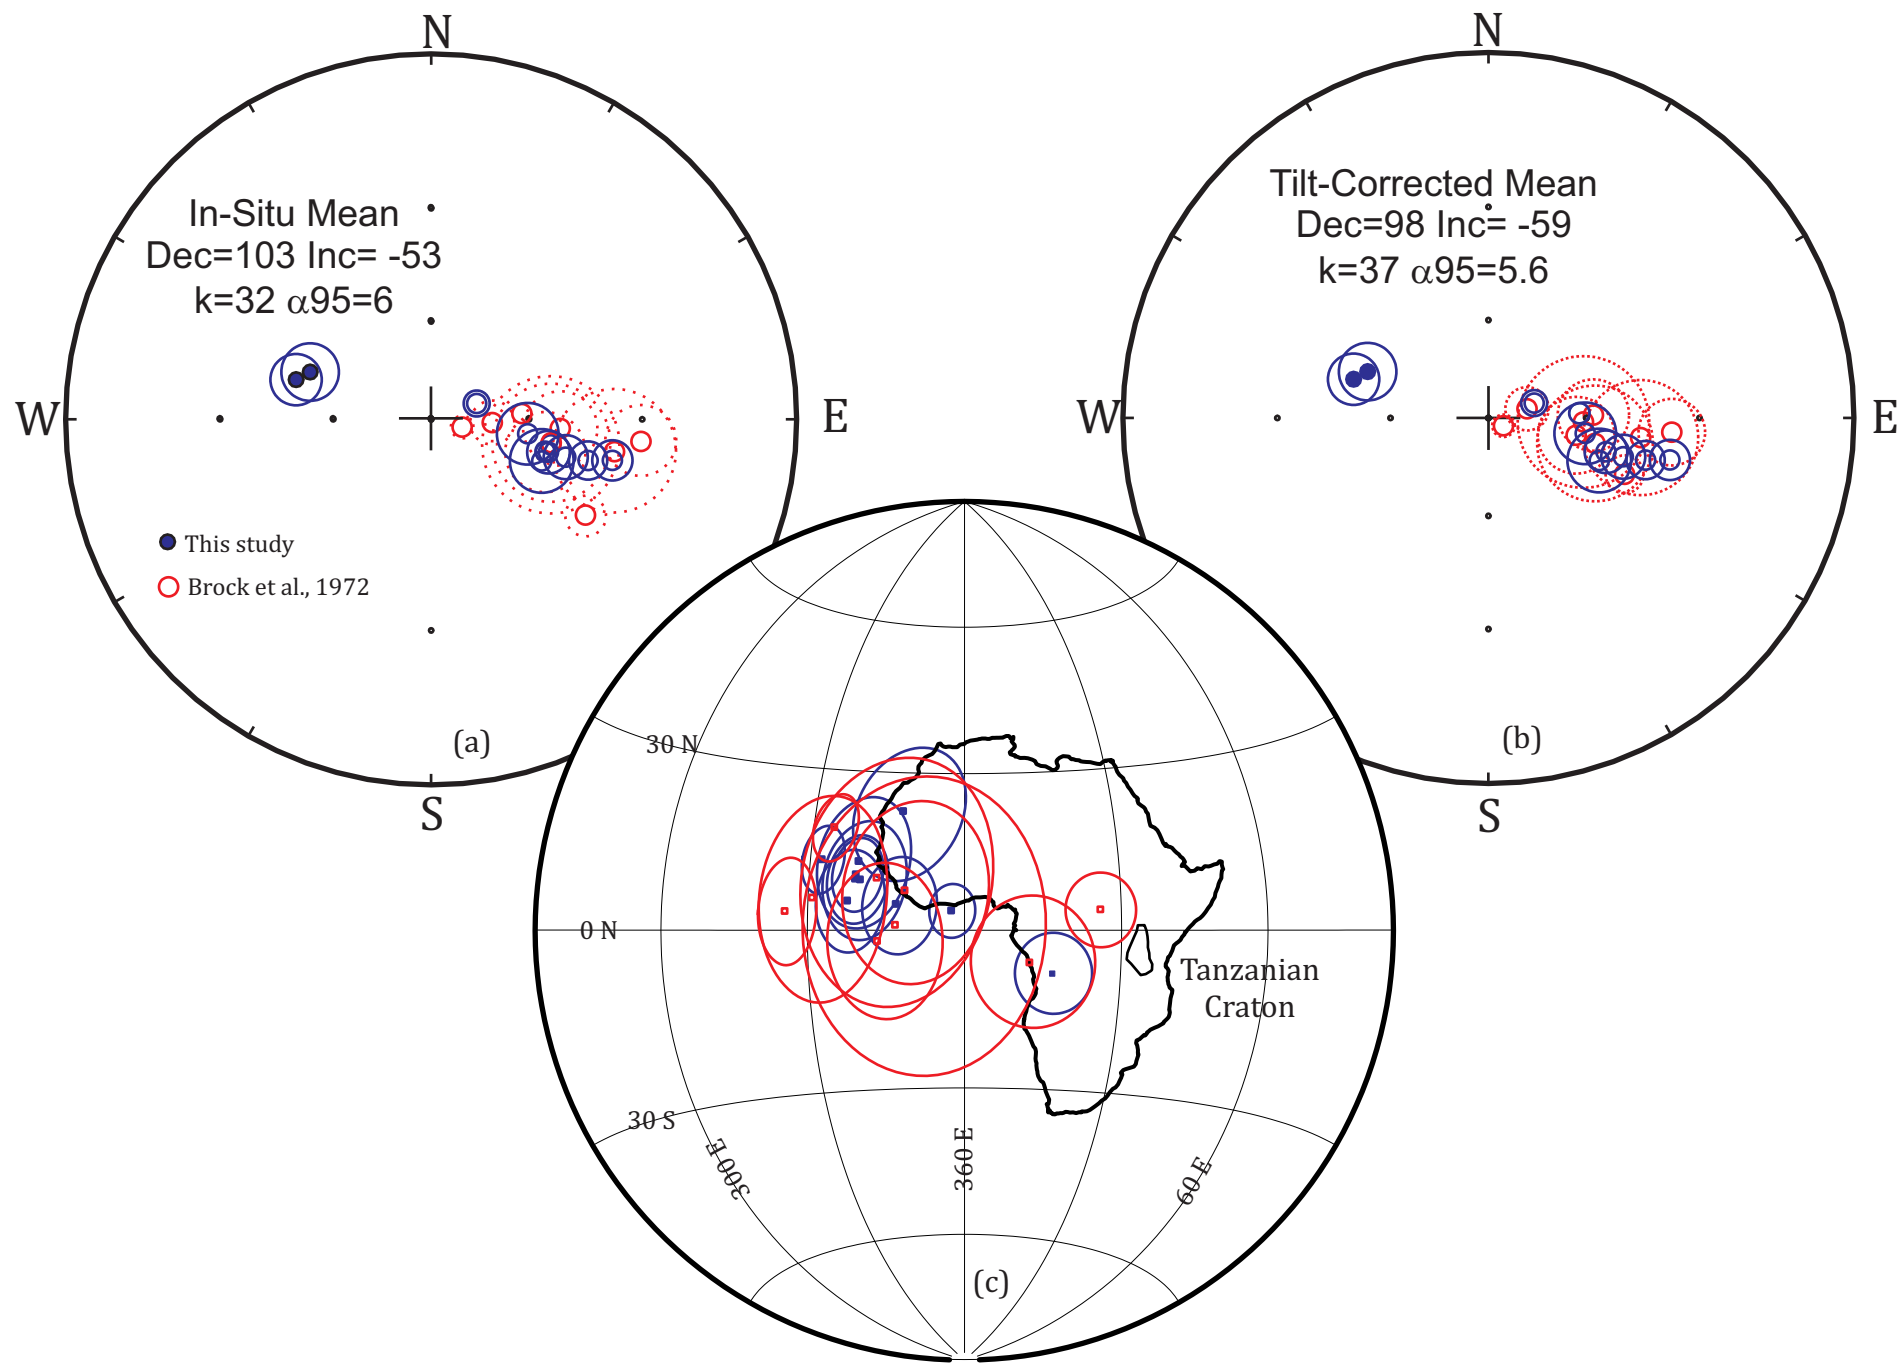 N
In-Situ Mean
Dec=103 Inc= -53
k=32 α95=6
W
E
This study
Brock et al., 1972
(a)
S
N
Tilt-Corrected Mean
Dec=98 Inc= -59
k=37 α95=5.6
W
E
(b)
S
30 N
0 N
Tanzanian
Craton
30 S
300 E
360 E
60 E
(c)